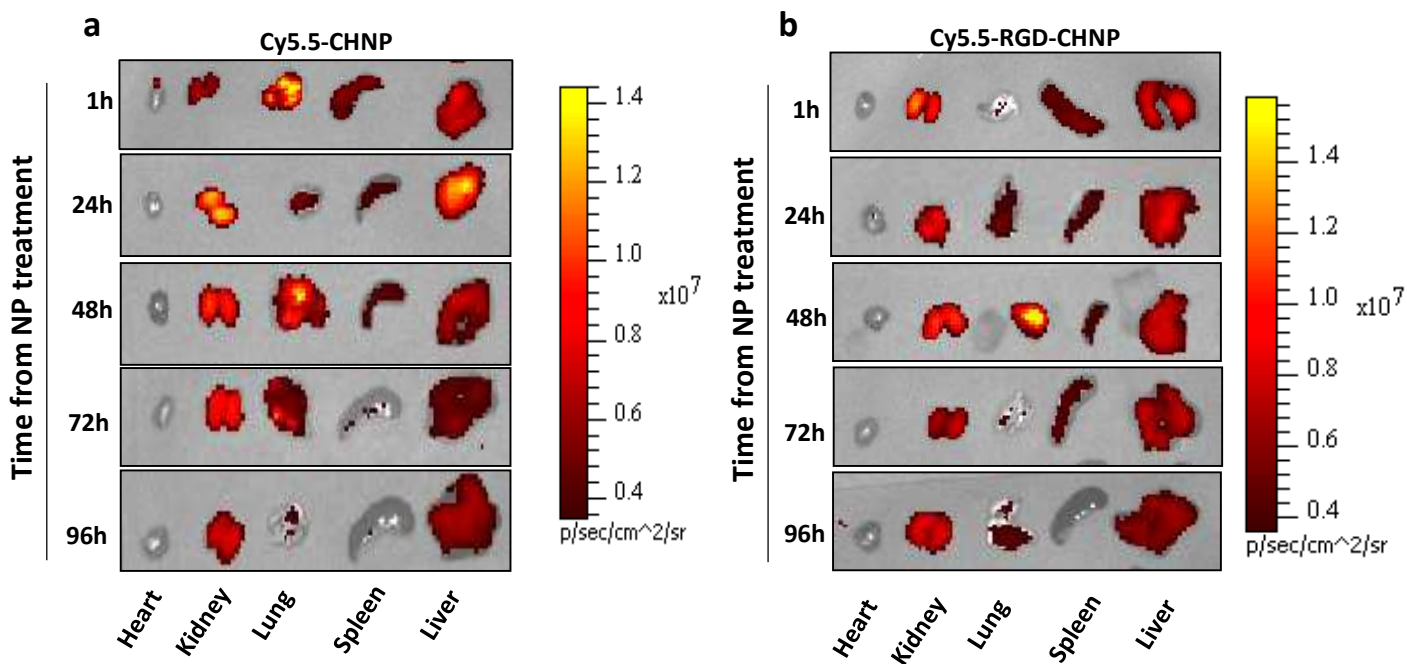 a
Cy5.5-CHNP
Time from NP treatment
1h
24h
48h
72h
96h
1.4
1.2
1.0
x10^7
0.8
0.6
0.4
p/sec/cm^2/sr
Heart
Kidney
Lung
Spleen
Liver
b
Cy5.5-RGD-CHNP
Time from NP treatment
1h
24h
48h
72h
96h
1.4
1.2
1.0
x10^7
0.8
0.6
0.4
p/sec/cm^2/sr
Heart
Kidney
Lung
Spleen
Liver